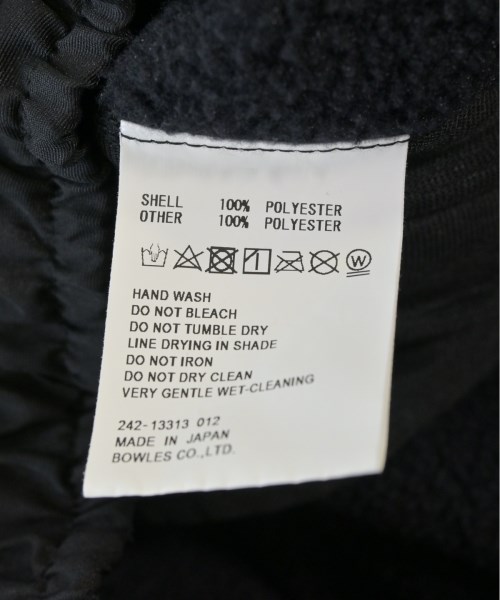 SHELL 100% POLYESTER
OTHER 100% POLYESTER
W
HAND WASH
DO NOT BLEACH
DO NOT TUMBLE DRY
LINE DRYING IN SHADE
DO NOT IRON
DO NOT DRY CLEAN
VERY GENTLE WET-CLEANING
242-13313 012
MADE IN JAPAN
BOWLES CO.,LTD.